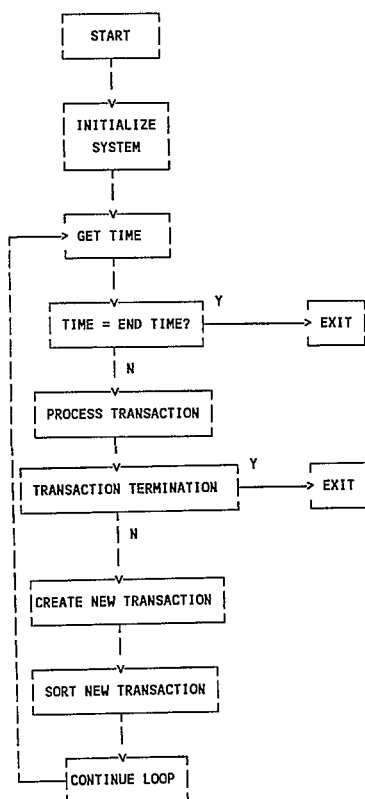 START
INITIALIZE
SYSTEM
GET TIME
Y
TIME = END TIME?
EXIT
N
PROCESS TRANSACTION
Y
TRANSACTION TERMINATION
EXIT
N
CREATE NEW TRANSACTION
SORT NEW TRANSACTION
CONTINUE LOOP